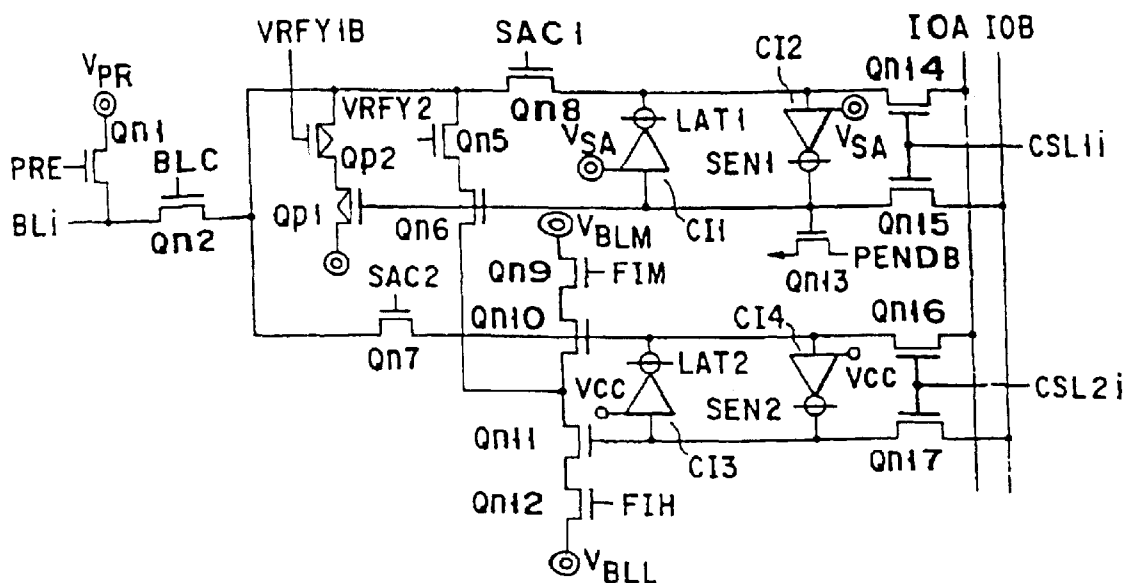 IOA IOB
SAC1
VRFY1B
CI2
Qn14
VPR
VRFY2
Qn8
LAT1
VSA
Qn1
Qn5
VSA
CSL1i
PRE
BLC
Qp2
SEN1
BLi
Qn2
Qp1
Qn6
CI1
Qn15
VBLM
PENDB
Qn9
FIM
Qn13
SAC2
Qn10
CI4
Qn16
Qn7
LAT2
VCC
VCC
SEN2
CSL2i
Qn11
CI3
Qn17
Qn12
FIH
VBLL